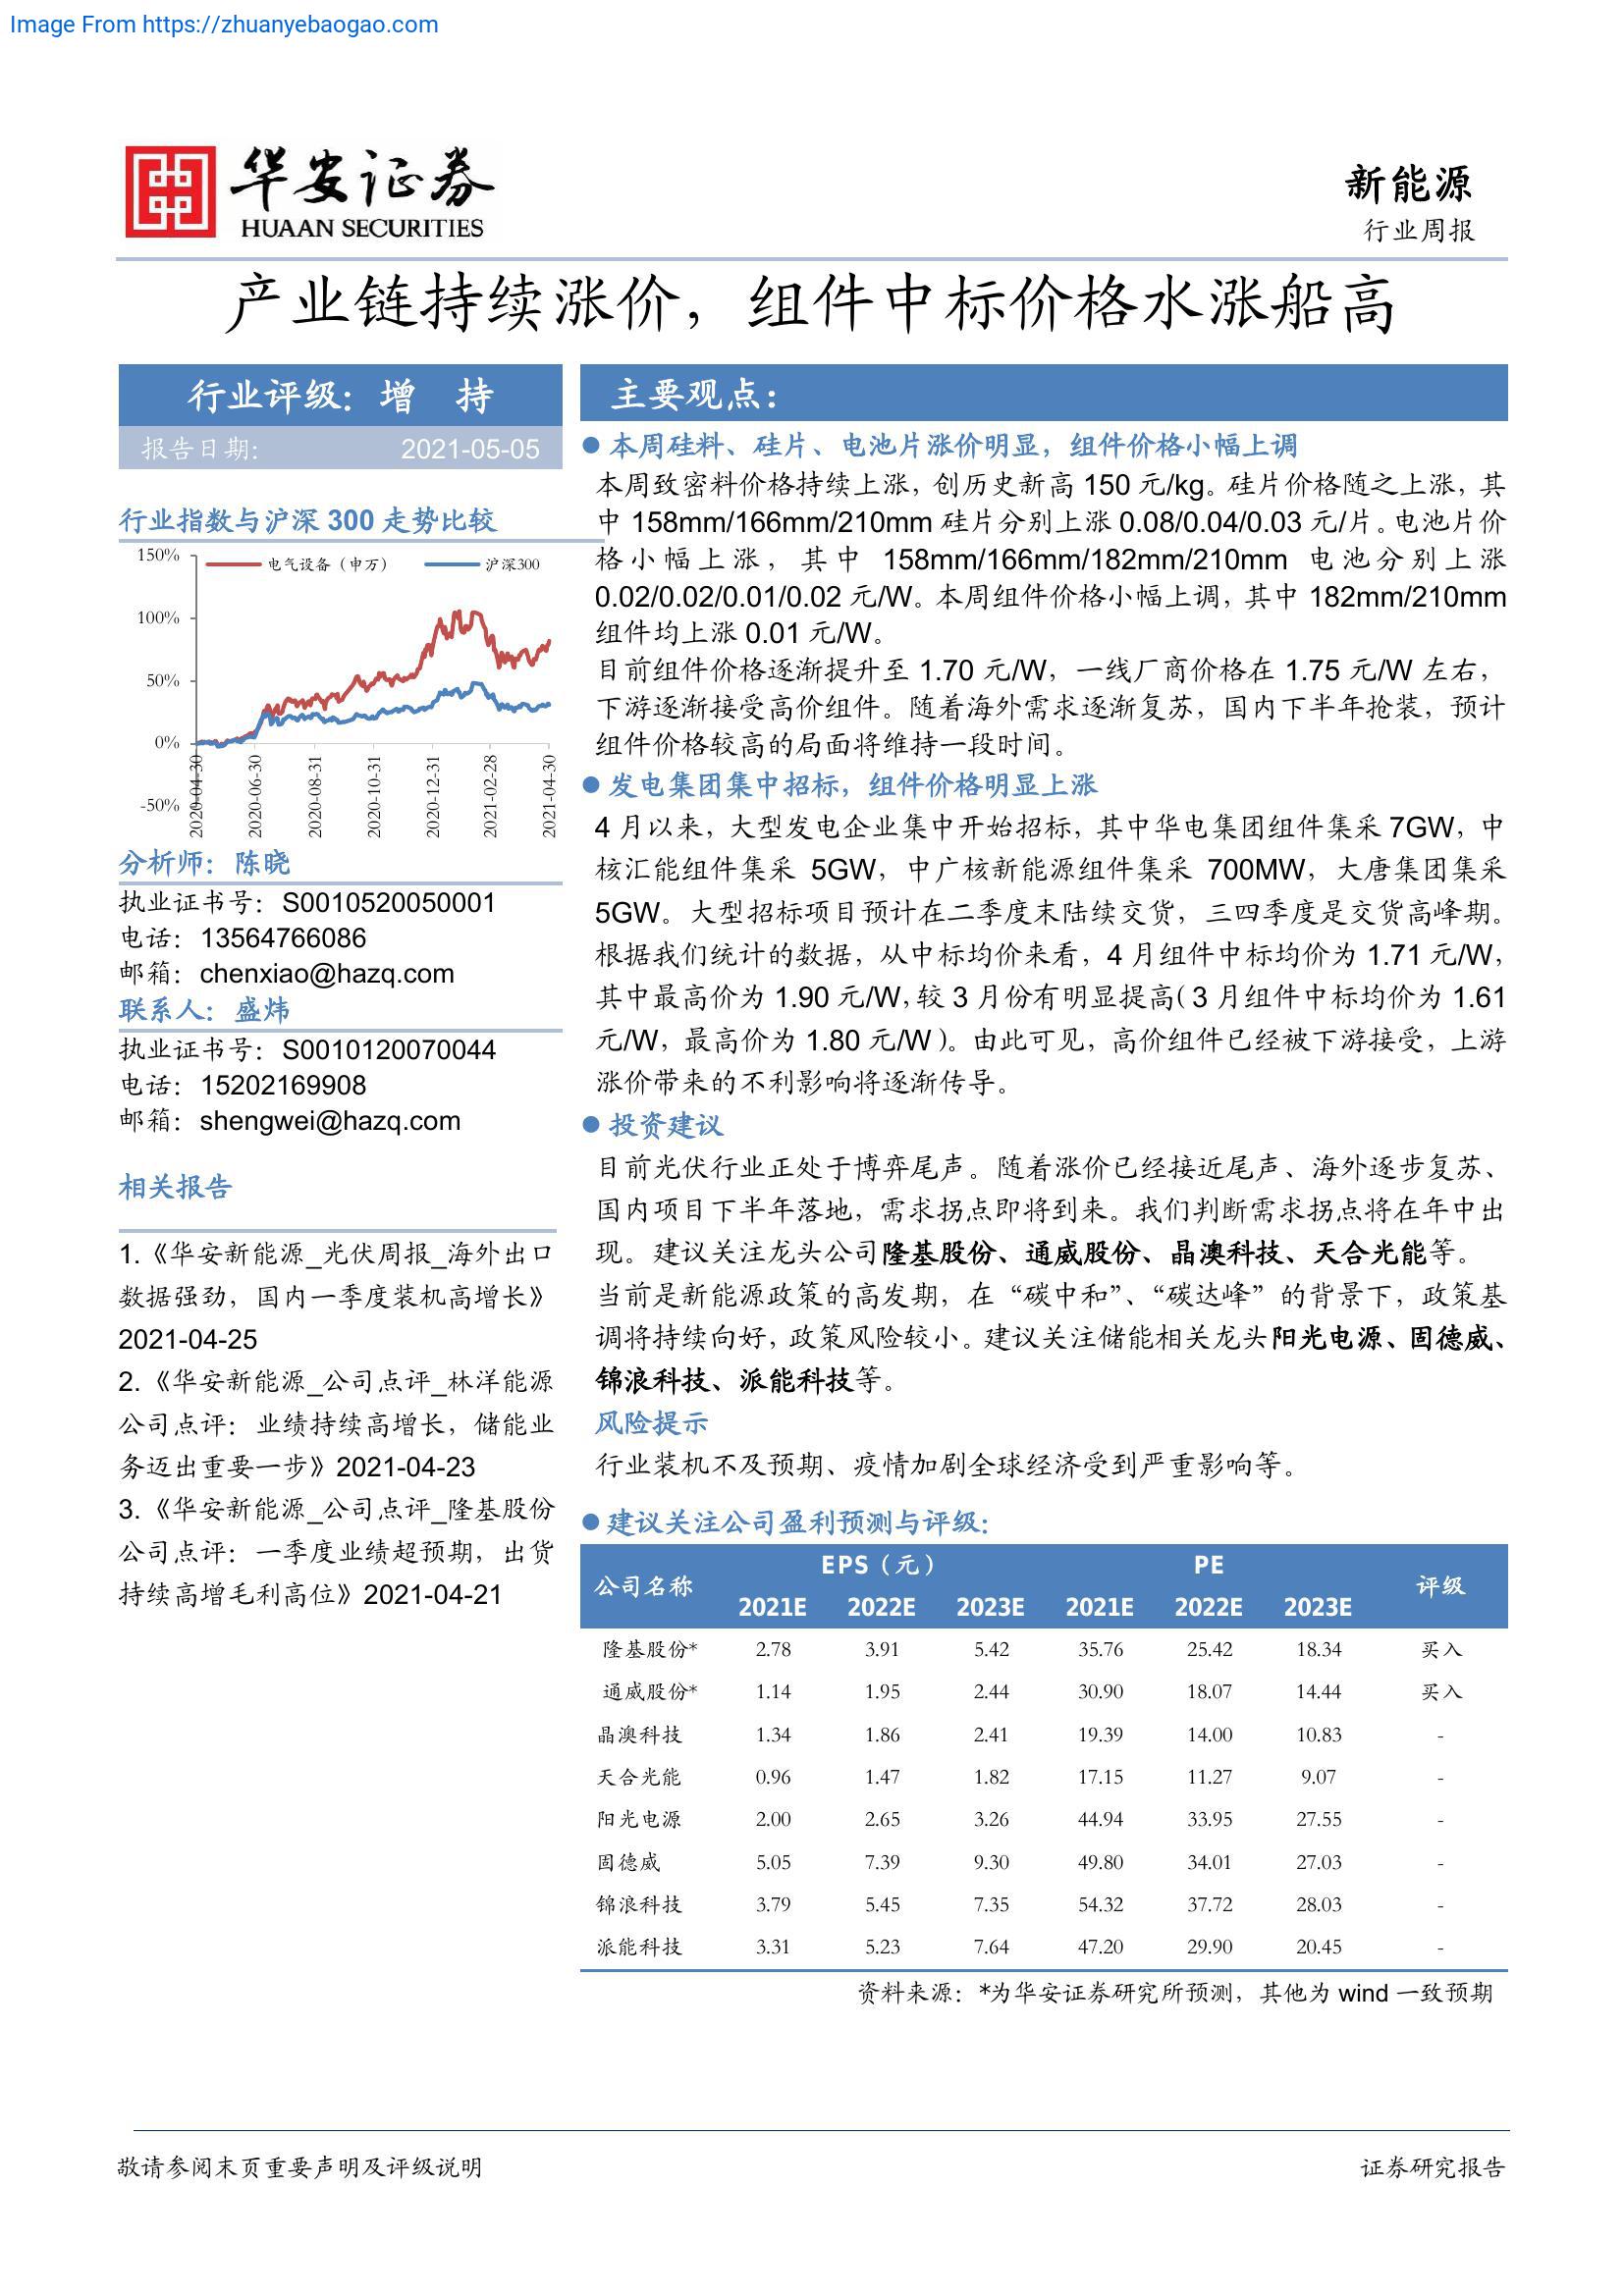 Image From https://zhuanyebaogao.com
华安证券
HUAAN SECURITIES
新能源
行业周报
产业链持续涨价，组件中标价格水涨船高
行业评级：增 持
报告日期： 2021-05-05
行业指数与沪深 300 走势比较
电气设备（申万） 沪深300
150%
100%
50%
0%
-50%
2020-04-30
2020-06-30
2020-08-31
2020-10-31
2020-12-31
2021-02-28
2021-04-30
分析师：陈晓
执业证书号：S0010520050001
电话：13564766086
邮箱：chenxiao@hazq.com
联系人：盛炜
执业证书号：S0010120070044
电话：15202169908
邮箱：shengwei@hazq.com
相关报告
1.《华安新能源_光伏周报_海外出口
数据强劲，国内一季度装机高增长》
2021-04-25
2.《华安新能源_公司点评_林洋能源
公司点评：业绩持续高增长，储能业
务迈出重要一步》2021-04-23
3.《华安新能源_公司点评_隆基股份
公司点评：一季度业绩超预期，出货
持续高增毛利高位》2021-04-21
主要观点：
● 本周硅料、硅片、电池片涨价明显，组件价格小幅上调
本周致密料价格持续上涨，创历史新高 150 元/kg。硅片价格随之上涨，其
中 158mm/166mm/210mm 硅片分别上涨 0.08/0.04/0.03 元/片。电池片价
格小幅上涨，其中 158mm/166mm/182mm/210mm 电池分别上涨
0.02/0.02/0.01/0.02 元/W。本周组件价格小幅上调，其中 182mm/210mm
组件均上涨 0.01 元/W。
目前组件价格逐渐提升至 1.70 元/W，一线厂商价格在 1.75 元/W 左右，
下游逐渐接受高价组件。随着海外需求逐渐复苏，国内下半年抢装，预计
组件价格较高的局面将维持一段时间。
● 发电集团集中招标，组件价格明显上涨
4 月以来，大型发电企业集中开始招标，其中华电集团组件集采 7GW，中
核汇能组件集采 5GW，中广核新能源组件集采 700MW，大唐集团集采
5GW。大型招标项目预计在二季度末陆续交货，三四季度是交货高峰期。
根据我们统计的数据，从中标均价来看，4 月组件中标均价为 1.71 元/W，
其中最高价为 1.90 元/W，较 3 月份有明显提高（3 月组件中标均价为 1.61
元/W，最高价为 1.80 元/W）。由此可见，高价组件已经被下游接受，上游
涨价带来的不利影响将逐渐传导。
● 投资建议
目前光伏行业正处于博弈尾声。随着涨价已经接近尾声、海外逐步复苏、
国内项目下半年落地，需求拐点即将到来。我们判断需求拐点将在年中出
现。建议关注龙头公司隆基股份、通威股份、晶澳科技、天合光能等。
当前是新能源政策的高发期，在“碳中和”、“碳达峰”的背景下，政策基
调将持续向好，政策风险较小。建议关注储能相关龙头阳光电源、固德威、
锦浪科技、派能科技等。
风险提示
行业装机不及预期、疫情加剧全球经济受到严重影响等。
● 建议关注公司盈利预测与评级：
公司名称 EPS（元） PE 评级
2021E 2022E 2023E 2021E 2022E 2023E
隆基股份* 2.78 3.91 5.42 35.76 25.42 18.34 买入
通威股份* 1.14 1.95 2.44 30.90 18.07 14.44 买入
晶澳科技 1.34 1.86 2.41 19.39 14.00 10.83 -
天合光能 0.96 1.47 1.82 17.15 11.27 9.07 -
阳光电源 2.00 2.65 3.26 44.94 33.95 27.55 -
固德威 5.05 7.39 9.30 49.80 34.01 27.03 -
锦浪科技 3.79 5.45 7.35 54.32 37.72 28.03 -
派能科技 3.31 5.23 7.64 47.20 29.90 20.45 -
资料来源：*为华安证券研究所预测，其他为 wind 一致预期
敬请参阅末页重要声明及评级说明
证券研究报告